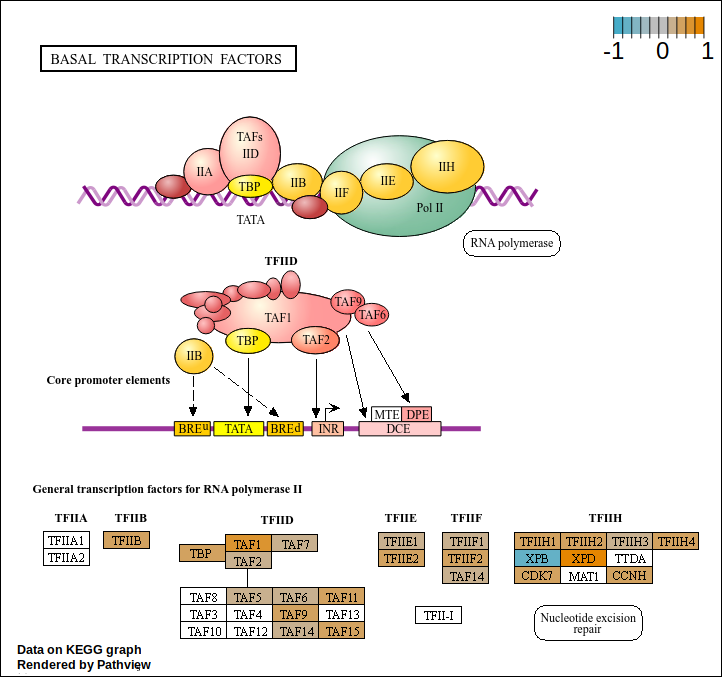 -1 0 1
BASAL TRANSCRIPTION FACTORS
TAFs
IID
IIA
TBP
IIB
IIF
IIE
IIH
Pol II
TATA
RNA polymerase
TFIID
TAF9
TAF6
TAF1
TBP
TAF2
IIB
Core promoter elements
MTE DPE
BREu TATA BREd INR DCE
General transcription factors for RNA polymerase II
TFIIA TFIIB TFIID TFIIE TFIIF TFIIH
TFIIA1
TFIIA2
TFIIB
TBP
TAF1 TAF7
TAF2
TAF8 TAF5 TAF6 TAF11
TAF3 TAF4 TAF9 TAF13
TAF10 TAF12 TAF14 TAF15
TFIIE1
TFIIE2
TFIIF1
TFIIF2
TAF14
TFIIH1 TFIIH2 TFIIH3 TFIIH4
XPB XPD TTDA
CDK7 MAT1 CCNH
TFII-I
Nucleotide excision
repair
Data on KEGG graph
Rendered by Pathview